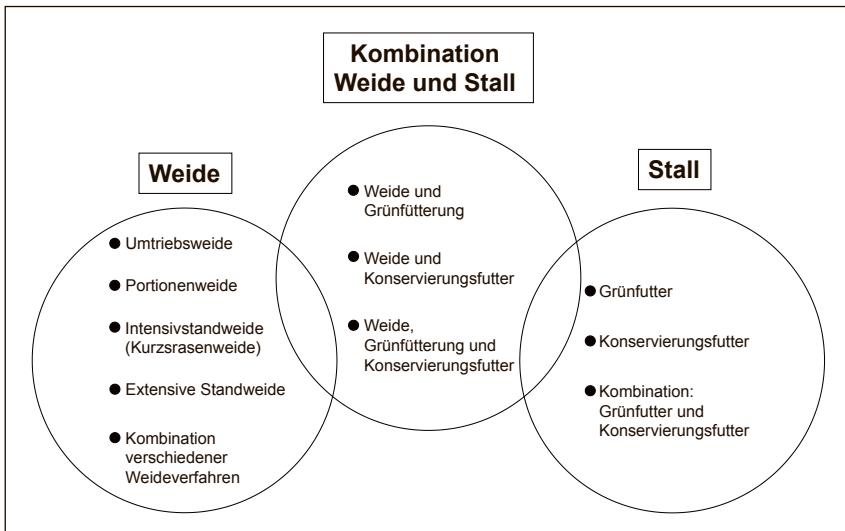 Kombination
Weide und Stall
Weide
● Umtriebsweide
● Portionenweide
● Intensivstandweide
(Kurzsrasenweide)
● Extensive Standweide
● Kombination
verschiedener
Weideverfahren
● Weide und
Grünfütterung
● Weide und
Konservierungsfutter
● Weide,
Grünfütterung und
Konservierungsfutter
Stall
● Grünfutter
● Konservierungsfutter
● Kombination:
Grünfutter und
Konservierungsfutter